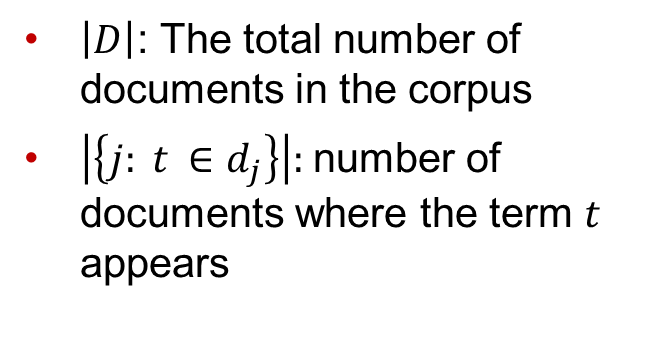 • |D|: The total number of
documents in the corpus
• |{j: t ∈ d_j}|: number of
documents where the term t
appears